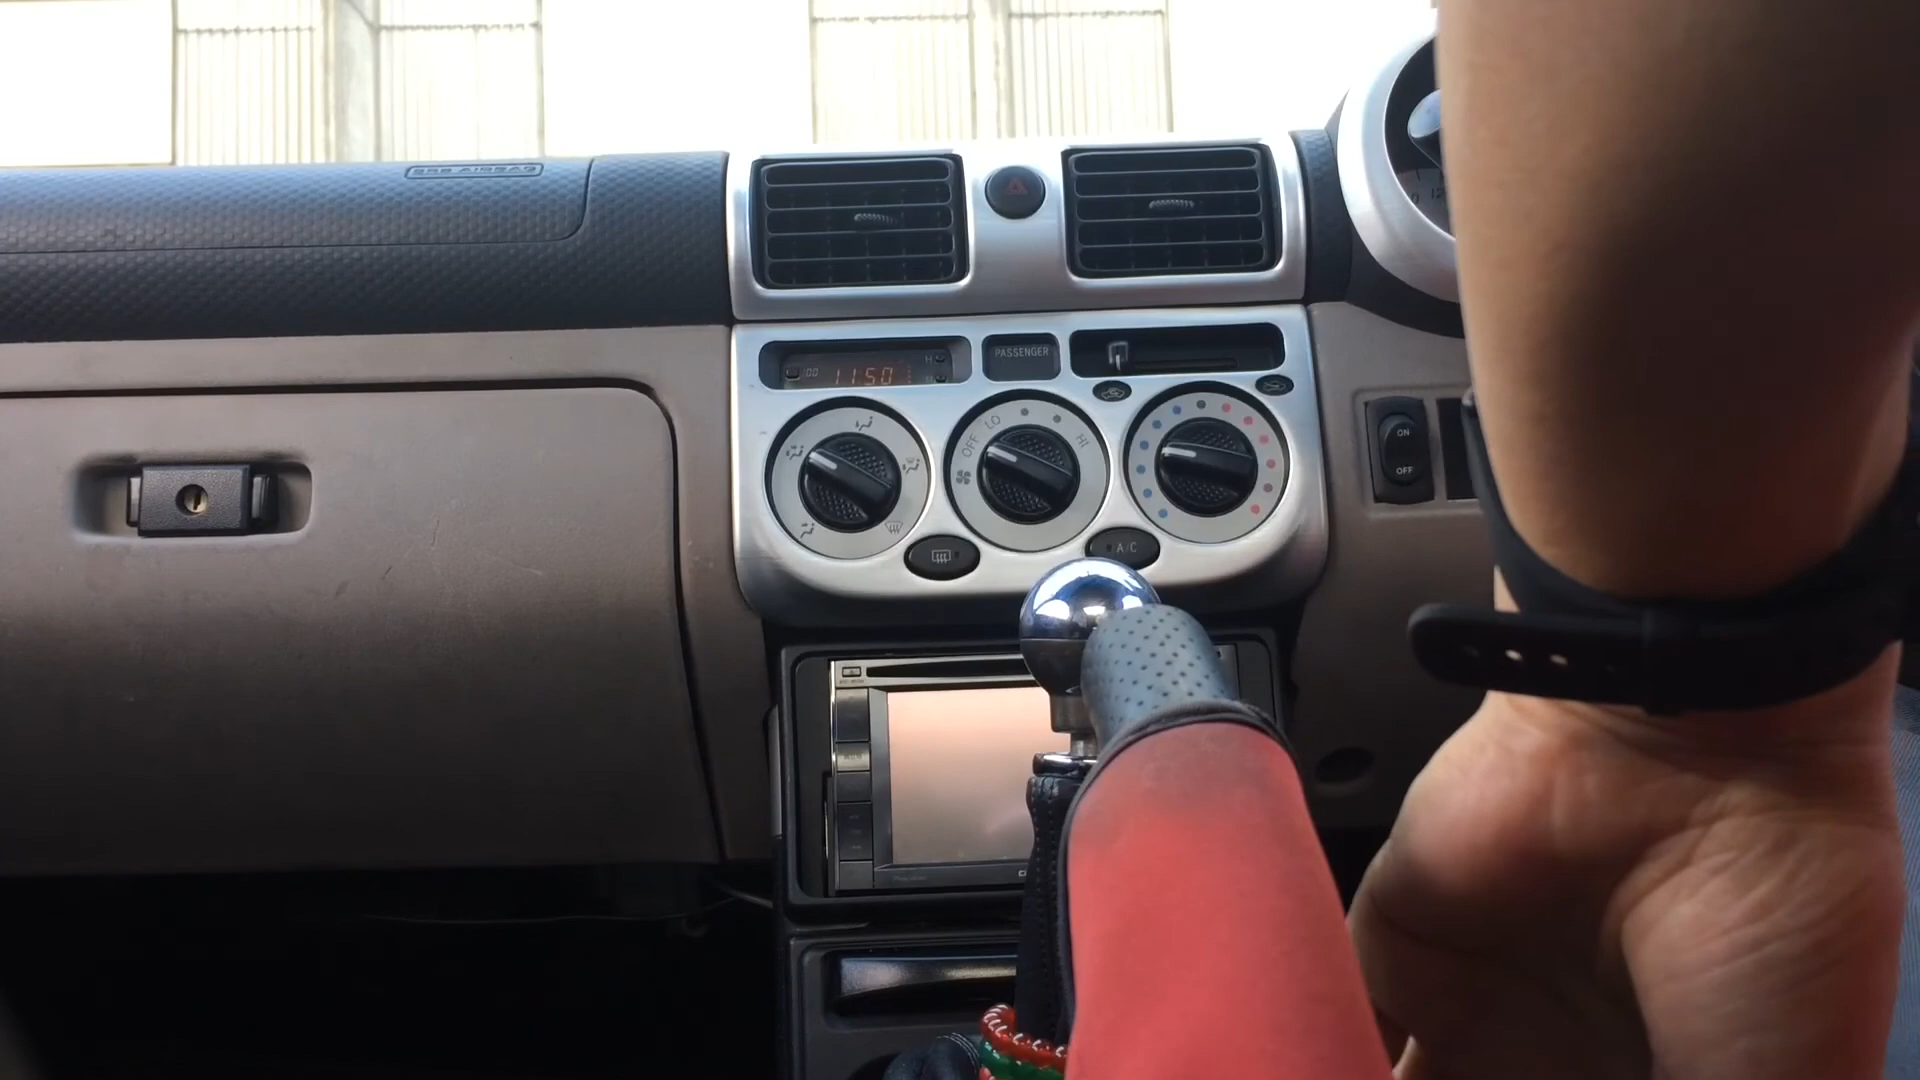 SRS AIRBAG
11:50
H
PASSENGER
LO
OFF
HI
A/C
ON
OFF